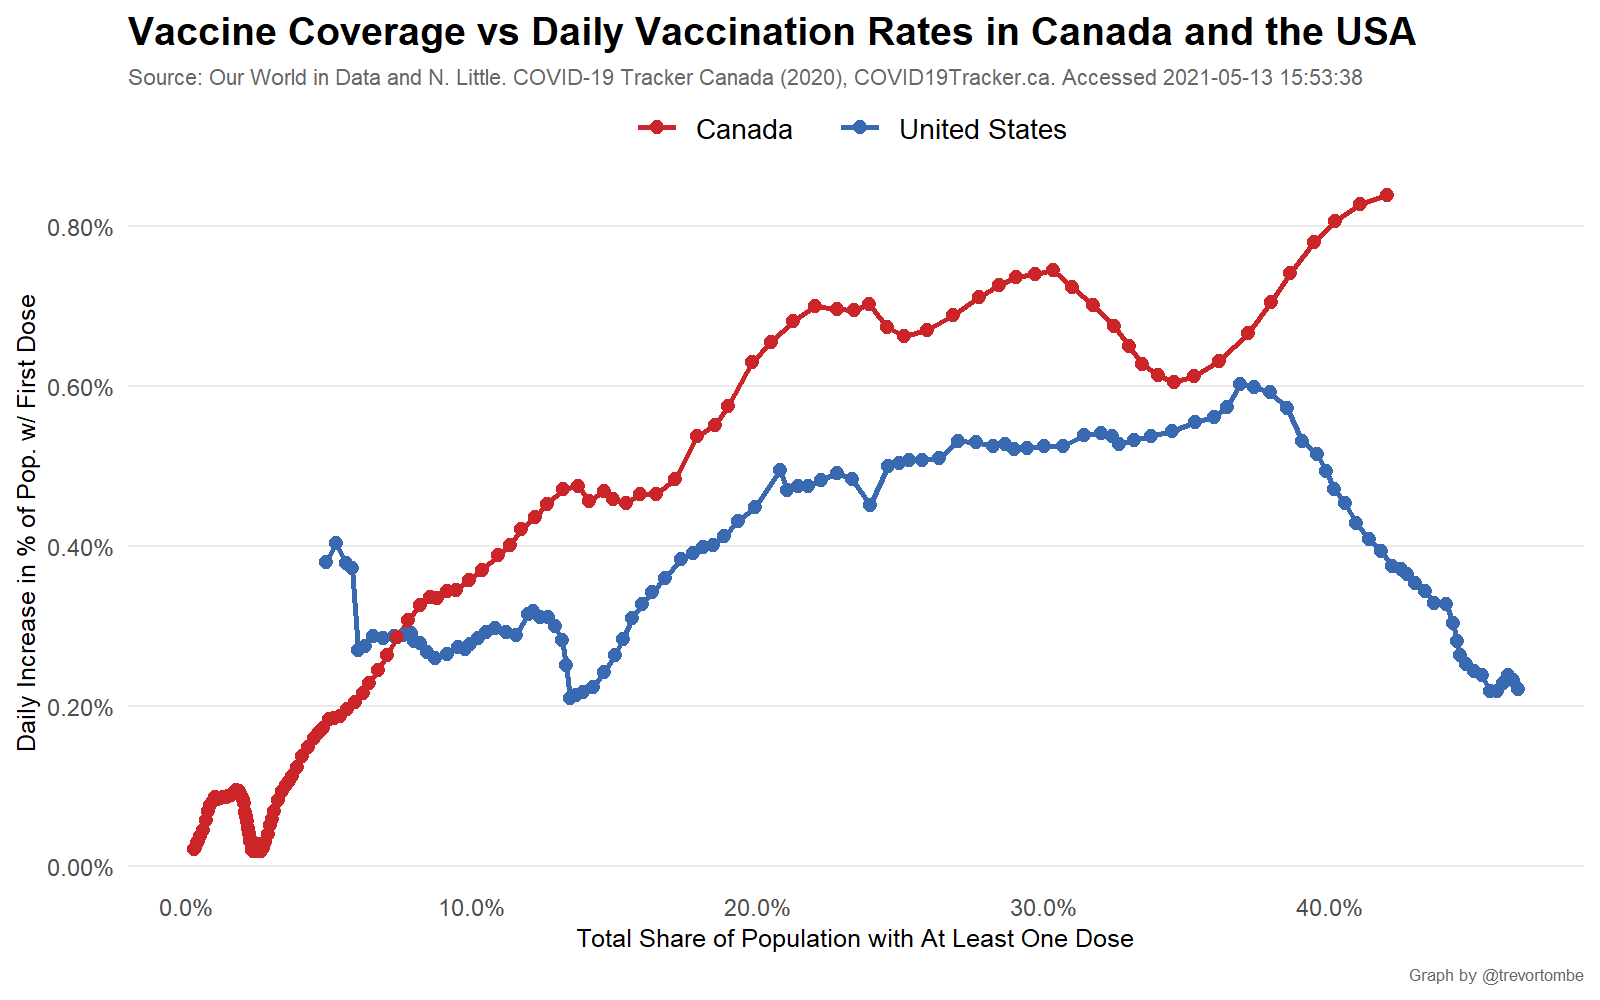 Vaccine Coverage vs Daily Vaccination Rates in Canada and the USA
Source: Our World in Data and N. Little. COVID-19 Tracker Canada (2020), COVID19Tracker.ca. Accessed 2021-05-13 15:53:38
Canada
United States
Daily Increase in % of Pop. w/ First Dose
0.80%
0.60%
0.40%
0.20%
0.00%
0.0%
10.0%
20.0%
30.0%
40.0%
Total Share of Population with At Least One Dose
Graph by @trevortombe